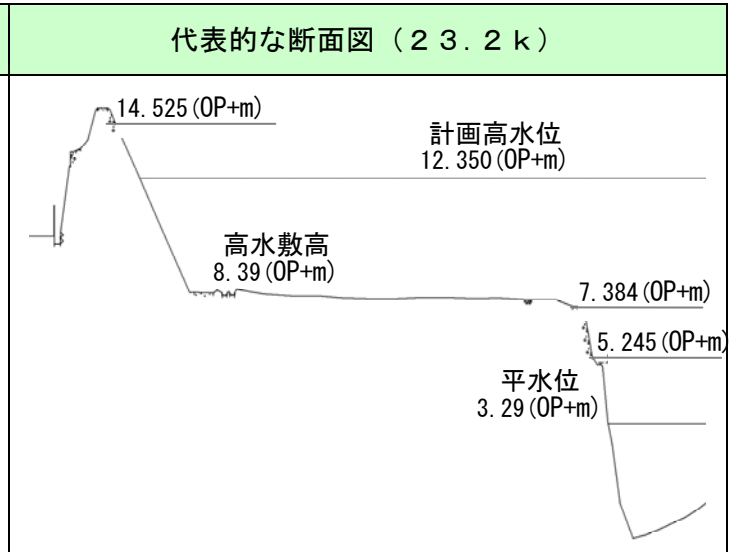 代表的な断面図（２３．２ｋ）
14.525(OP+m)
計画高水位
12.350(OP+m)
高水敷高
8.39(OP+m)
7.384(OP+m)
5.245(OP+m)
平水位
3.29(OP+m)